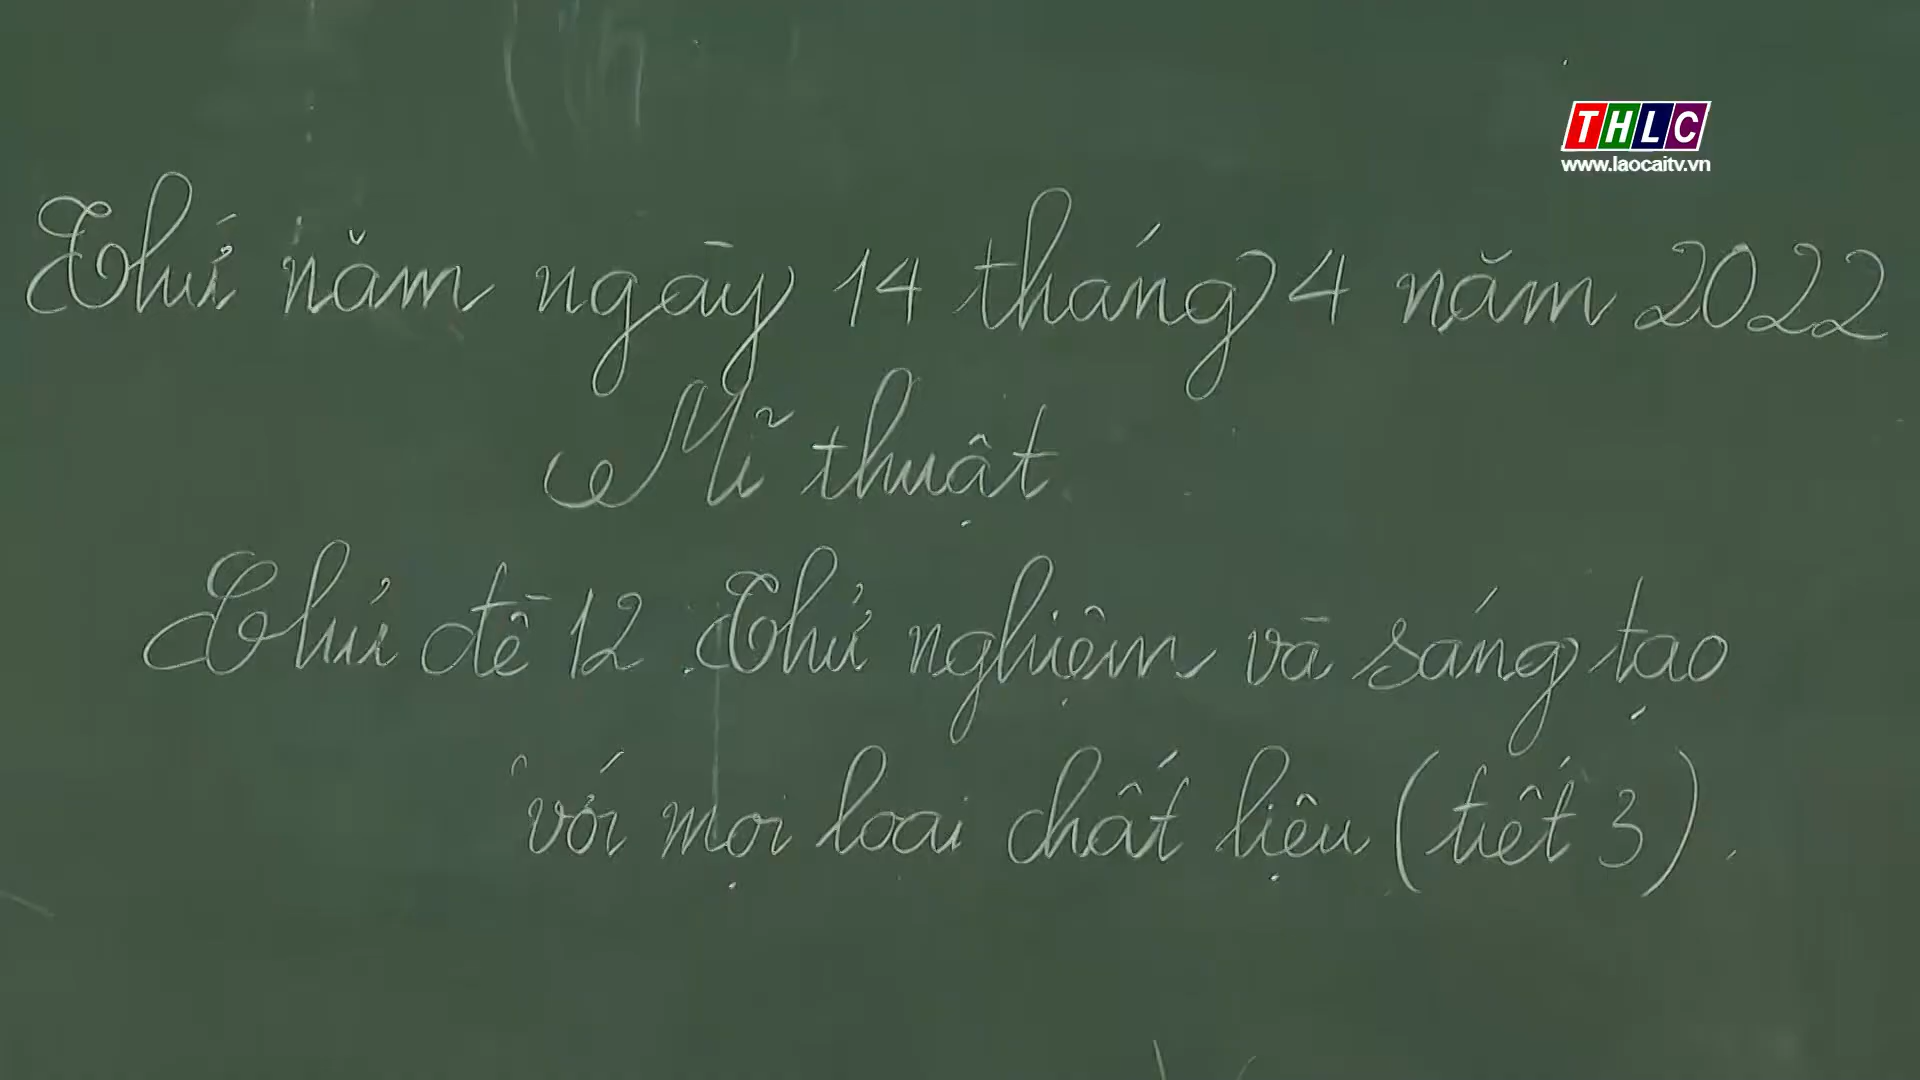 THLC
www.laocaitv.vn
Thứ năm ngày 14 tháng 4 năm 2022
Mĩ thuật
Chủ đề 12: Thử nghiệm và sáng tạo
với mọi loại chất liệu (tiết 3).